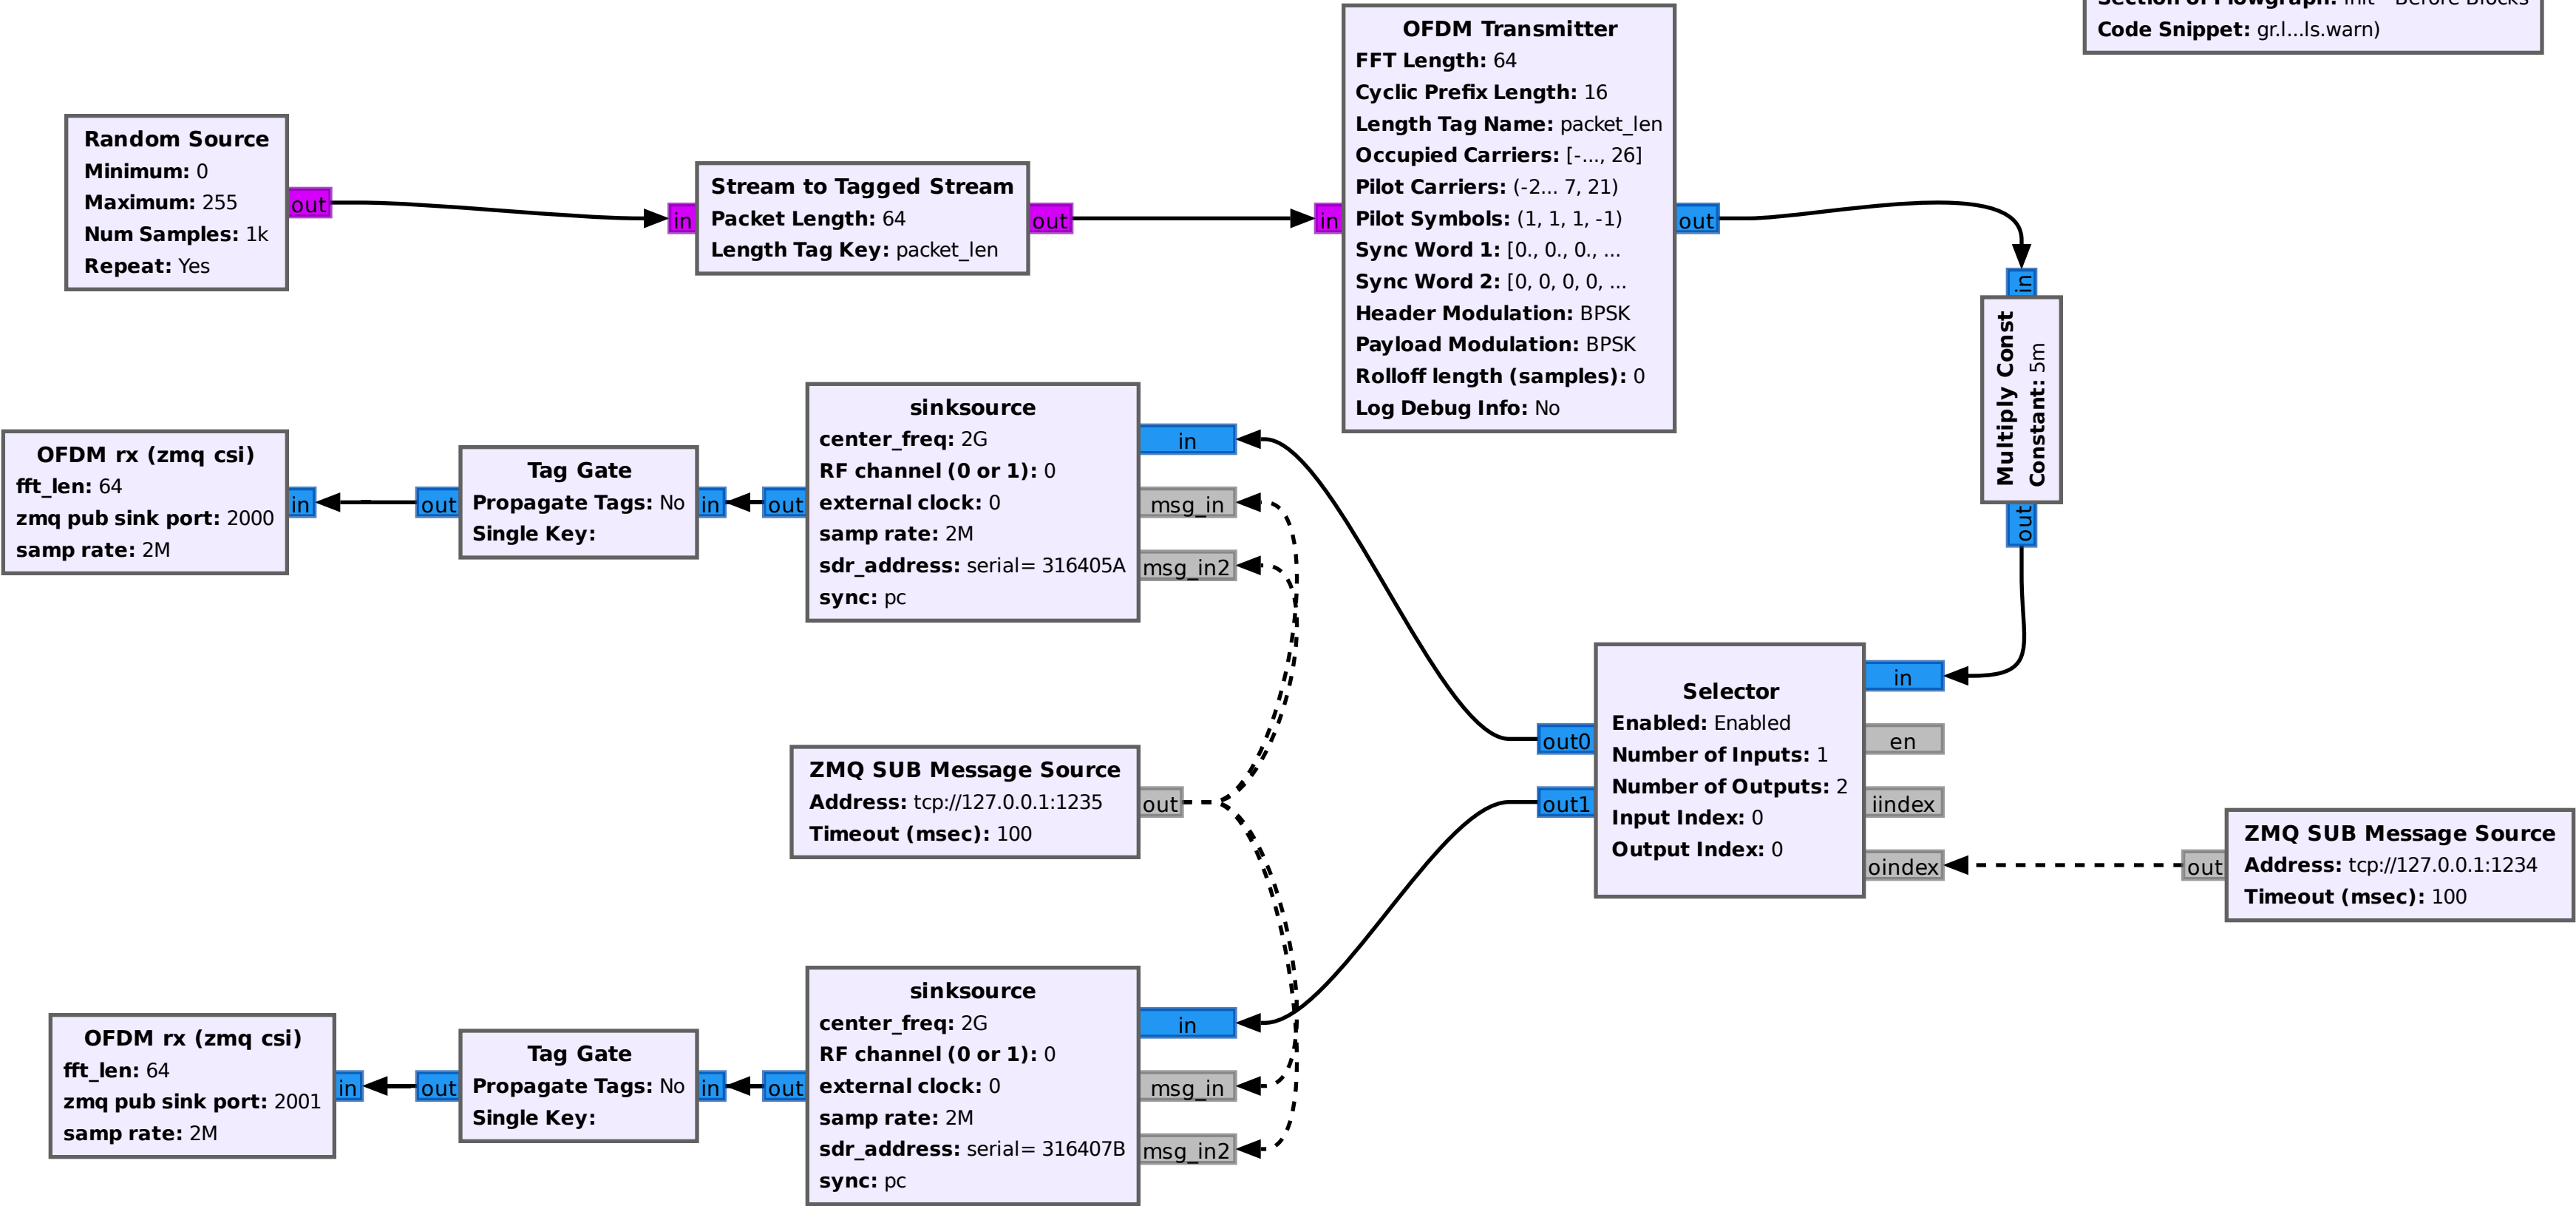 Code Snippet: gr.l...ls.warn)
OFDM Transmitter
FFT Length: 64
Cyclic Prefix Length: 16
Length Tag Name: packet_len
Occupied Carriers: [-..., 26]
Pilot Carriers: (-2... 7, 21)
Pilot Symbols: (1, 1, 1, -1)
Sync Word 1: [0., 0., 0., ...
Sync Word 2: [0, 0, 0, 0, ...
Header Modulation: BPSK
Payload Modulation: BPSK
Rolloff length (samples): 0
Log Debug Info: No
in
out
Random Source
Minimum: 0
Maximum: 255
Num Samples: 1k
Repeat: Yes
out
Stream to Tagged Stream
Packet Length: 64
Length Tag Key: packet_len
in
out
Multiply Const
Constant: 5m
in
out
OFDM rx (zmq csi)
fft_len: 64
zmq pub sink port: 2000
samp rate: 2M
in
Tag Gate
Propagate Tags: No
Single Key:
out
in
sinksource
center_freq: 2G
RF channel (0 or 1): 0
external clock: 0
samp rate: 2M
sdr_address: serial= 316405A
sync: pc
out
in
msg_in
msg_in2
Selector
Enabled: Enabled
Number of Inputs: 1
Number of Outputs: 2
Input Index: 0
Output Index: 0
out0
out1
in
en
iindex
oindex
ZMQ SUB Message Source
Address: tcp://127.0.0.1:1235
Timeout (msec): 100
out
ZMQ SUB Message Source
Address: tcp://127.0.0.1:1234
Timeout (msec): 100
out
OFDM rx (zmq csi)
fft_len: 64
zmq pub sink port: 2001
samp rate: 2M
in
Tag Gate
Propagate Tags: No
Single Key:
out
in
sinksource
center_freq: 2G
RF channel (0 or 1): 0
external clock: 0
samp rate: 2M
sdr_address: serial= 316407B
sync: pc
out
in
msg_in
msg_in2